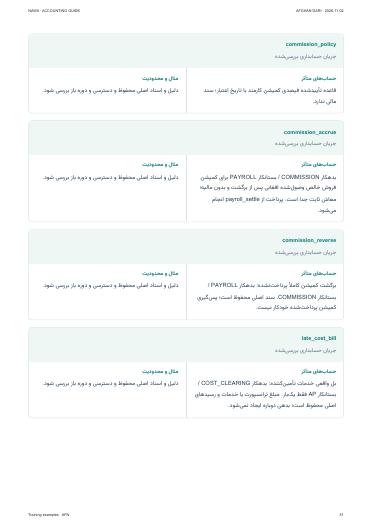 NAWA · ACCOUNTING GUIDE
AFGHAN DARI · 2026-11-02
commission_policy
جریان حسابداری بررسی‌شده
حساب‌های متأثر
قاعده تأییدشده فیصدی کمیشن کارمند با تاریخ اعتبار؛ سند
مالی ندارد.
مثال و محدودیت
دلیل و اسناد اصلی محفوظ و دسترسی و دوره باز بررسی شود.
commission_accrue
جریان حسابداری بررسی‌شده
حساب‌های متأثر
بدهکار COMMISSION / بستانکار PAYROLL برای کمیشن
فروش خالص وصول‌شده افغانی پس از برگشت و بدون مالیه؛
معاش ثابت جدا است. پرداخت از payroll_settle انجام
می‌شود.
مثال و محدودیت
دلیل و اسناد اصلی محفوظ و دسترسی و دوره باز بررسی شود.
commission_reverse
جریان حسابداری بررسی‌شده
حساب‌های متأثر
برگشت کمیشن کاملاً پرداخت‌نشده: بدهکار PAYROLL /
بستانکار COMMISSION. سند اصلی محفوظ است؛ پس‌گیری
کمیشن پرداخت‌شده خودکار نیست.
مثال و محدودیت
دلیل و اسناد اصلی محفوظ و دسترسی و دوره باز بررسی شود.
late_cost_bill
جریان حسابداری بررسی‌شده
حساب‌های متأثر
بل واقعی خدمات تأمین‌کننده: بدهکار COST_CLEARING /
بستانکار AP فقط یک‌بار. مبلغ ترانسپورت یا خدمات و رسیدهای
اصلی محفوظ است؛ بدهی دوباره ایجاد نمی‌شود.
مثال و محدودیت
دلیل و اسناد اصلی محفوظ و دسترسی و دوره باز بررسی شود.
Training examples · AFN